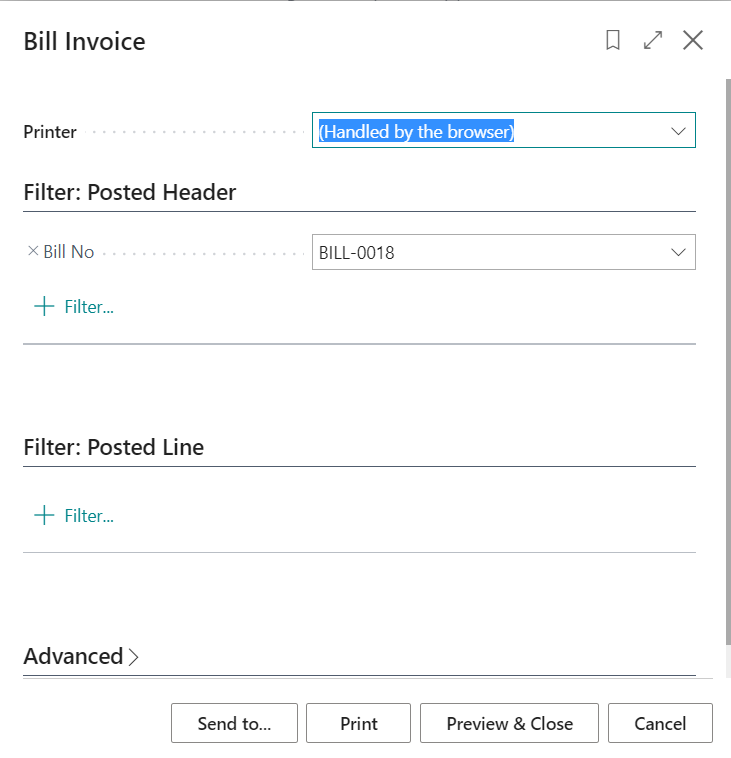 Bill Invoice
Printer (Handled by the browser)
Filter: Posted Header
Bill No BILL-0018
Filter...
Filter: Posted Line
Filter...
Advanced
Send to... Print Preview & Close Cancel